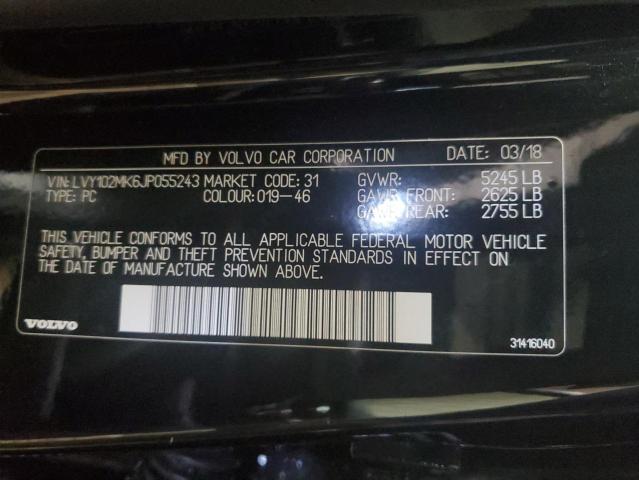 MFD BY VOLVO CAR CORPORATION DATE: 03/18
VIN: LVY102MK6JP055243 MARKET CODE: 31 GVWR: 5245 LB
TYPE: PC COLOUR: 019-46 GAWR FRONT: 2625 LB
GAWR REAR: 2755 LB
THIS VEHICLE CONFORMS TO ALL APPLICABLE FEDERAL MOTOR VEHICLE
SAFETY, BUMPER AND THEFT PREVENTION STANDARDS IN EFFECT ON
THE DATE OF MANUFACTURE SHOWN ABOVE.
VOLVO 31416040